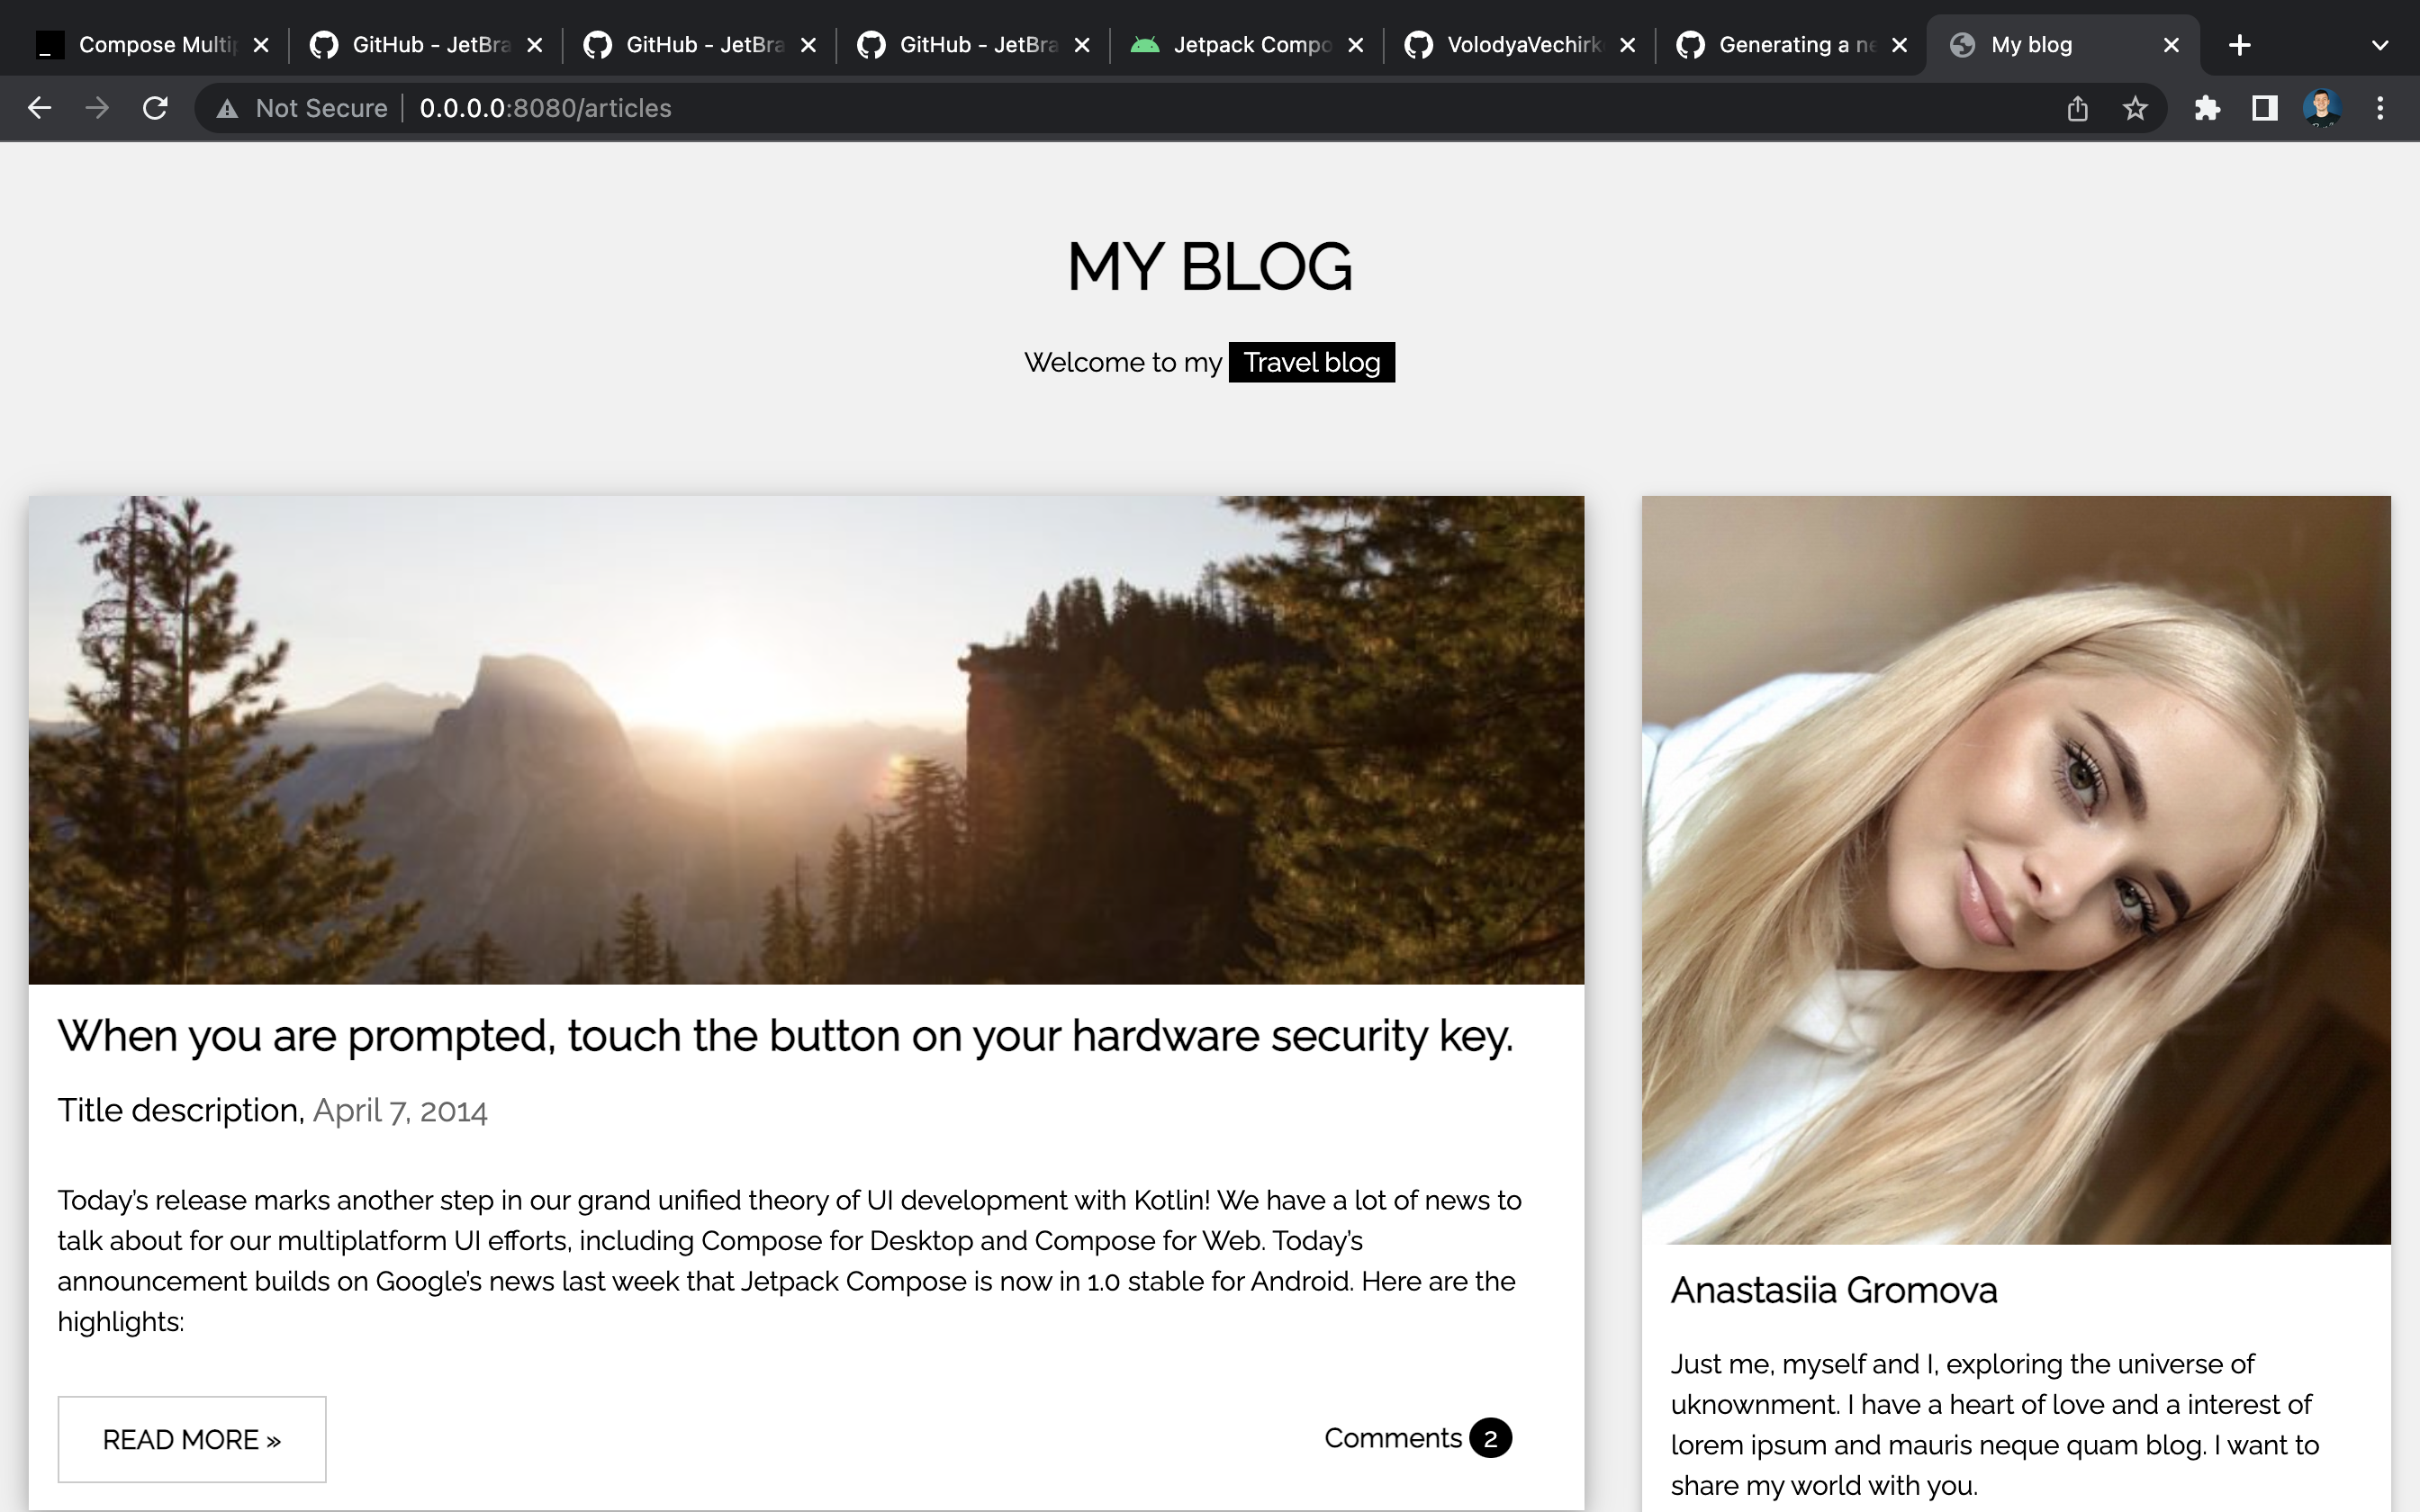 Compose Multip
GitHub - JetBra
GitHub - JetBra
GitHub - JetBra
Jetpack Compo
VolodyaVechirk
Generating a ne
My blog
Not Secure
0.0.0.0:8080/articles
MY BLOG
Welcome to my Travel blog
When you are prompted, touch the button on your hardware security key.
Title description, April 7, 2014
Today's release marks another step in our grand unified theory of UI development with Kotlin! We have a lot of news to
talk about for our multiplatform UI efforts, including Compose for Desktop and Compose for Web. Today's
announcement builds on Google's news last week that Jetpack Compose is now in 1.0 stable for Android. Here are the
highlights:
READ MORE »
Comments 2
Anastasiia Gromova
Just me, myself and I, exploring the universe of
uknownment. I have a heart of love and a interest of
lorem ipsum and mauris neque quam blog. I want to
share my world with you.